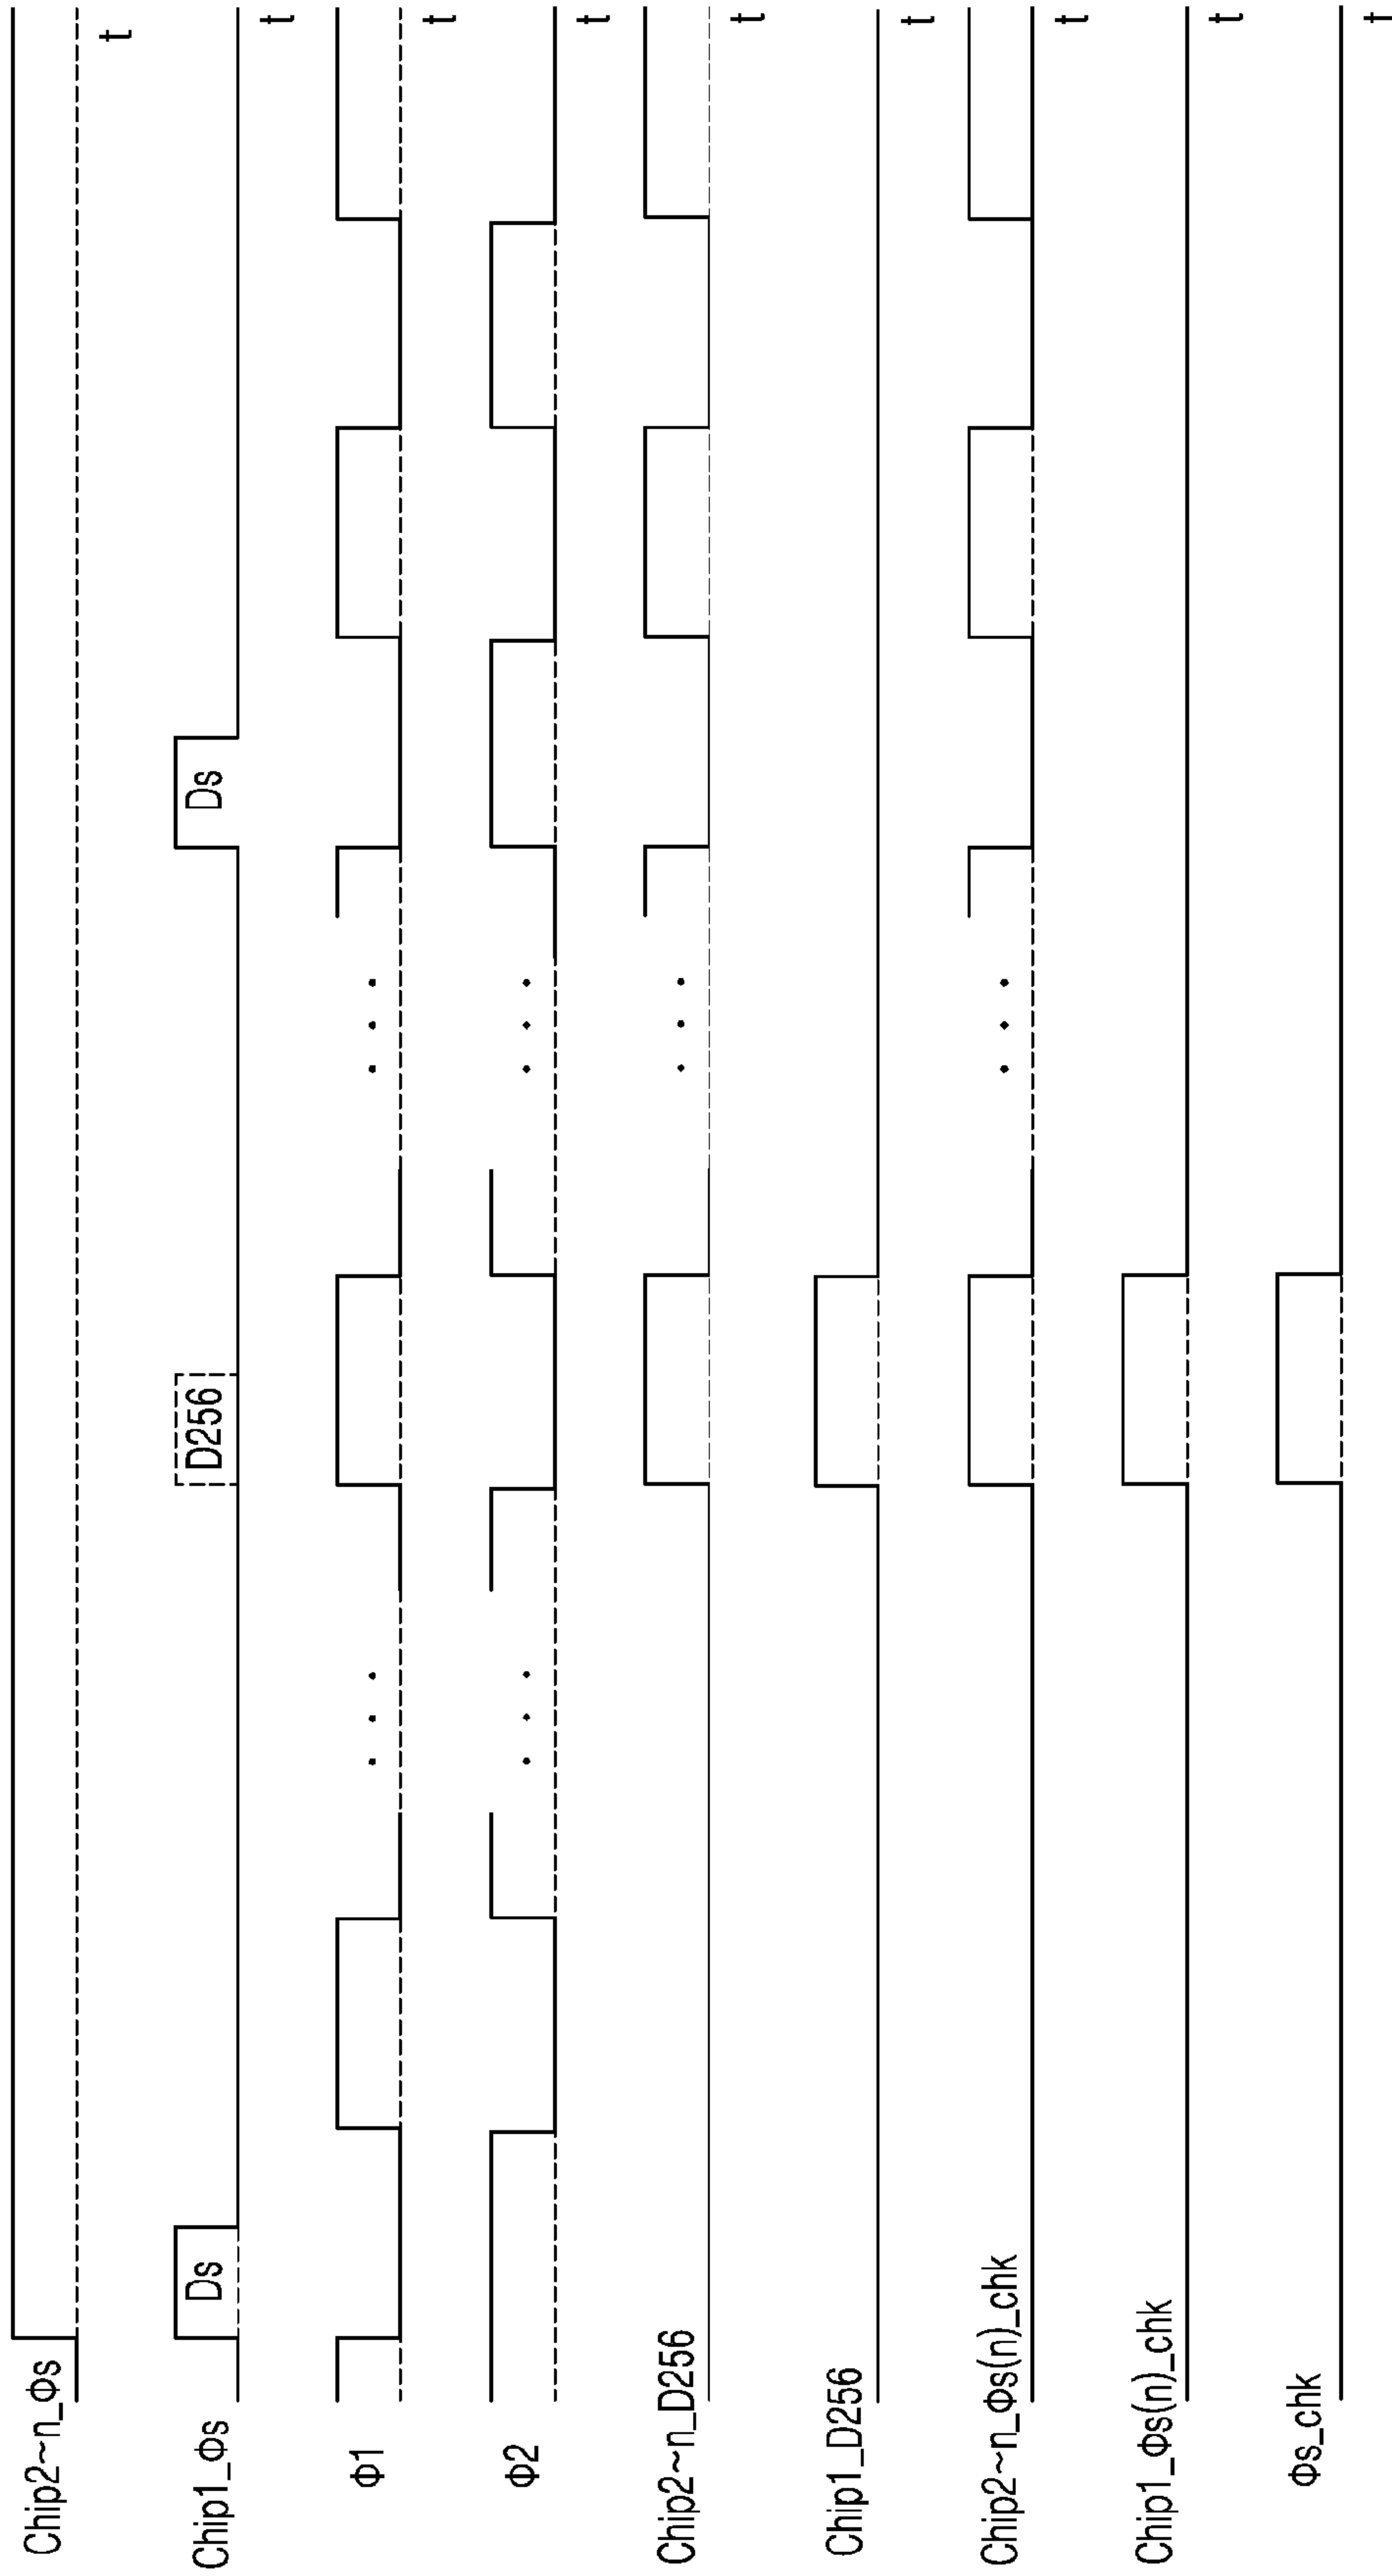 Chip2~n_Φs
t
Ds
D256
Ds
Chip1_Φs
t
Φ1
t
Φ2
t
Chip2~n_D256
t
Chip1_D256
t
Chip2~n_Φs(n)_chk
t
Chip1_Φs(n)_chk
t
Φs_chk
t